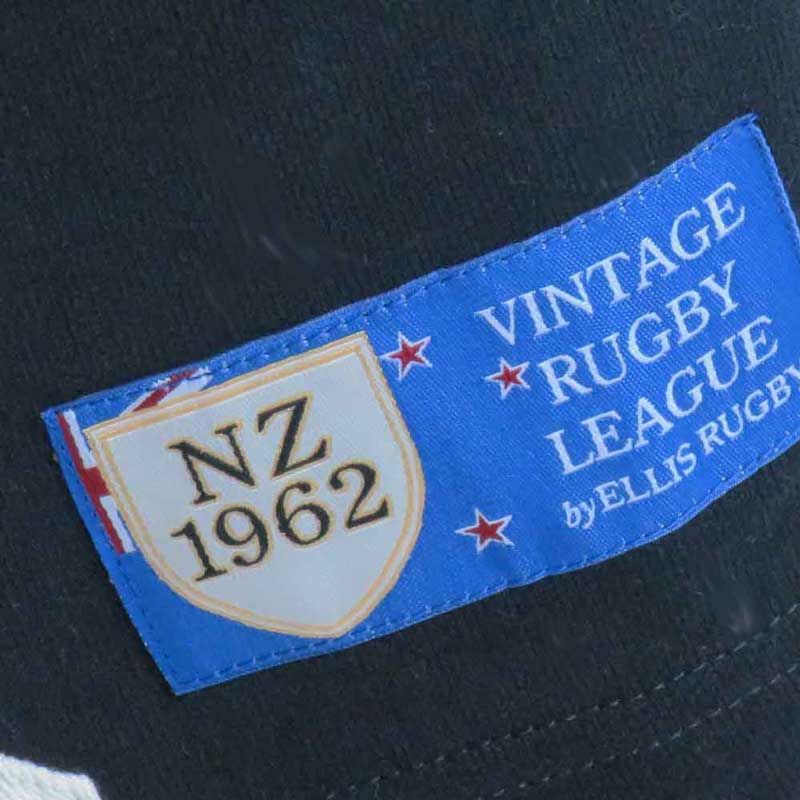 NZ
1962
VINTAGE
RUGBY
LEAGUE
by ELLIS RUGBY